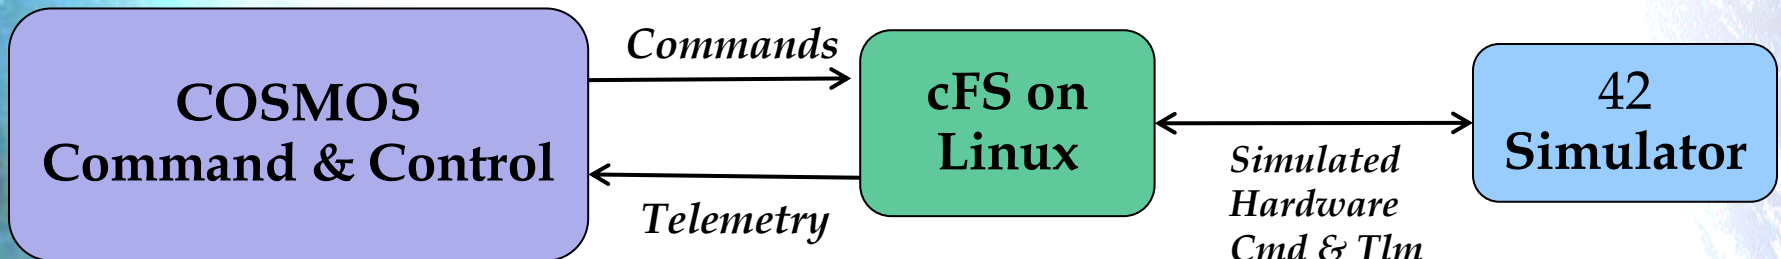 COSMOS
Command & Control
Commands
Telemetry
cFS on
Linux
Simulated
Hardware
Cmd & Tlm
42
Simulator